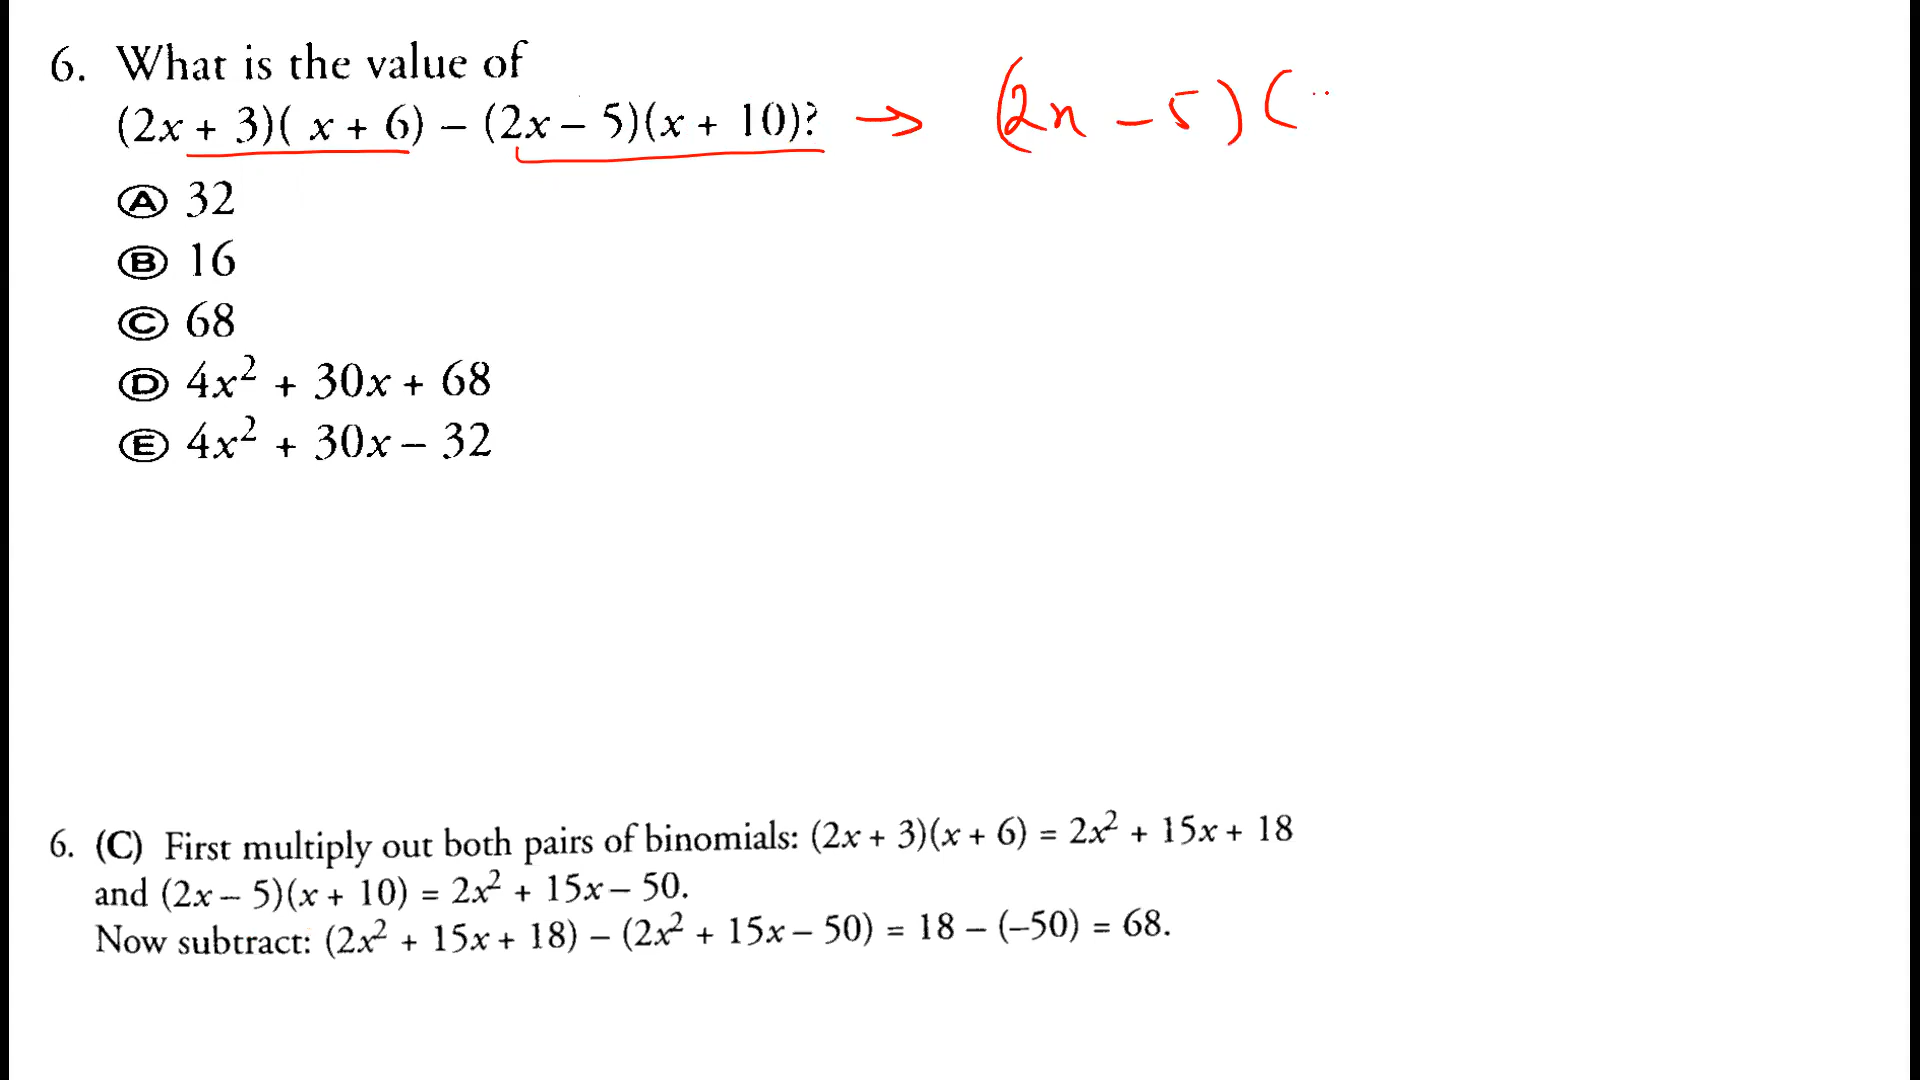 6. What is the value of
(2x + 3)( x + 6) – (2x – 5)(x + 10)? → (2x – 5) (
Ⓐ 32
Ⓑ 16
Ⓒ 68
Ⓓ 4x² + 30x + 68
Ⓔ 4x² + 30x – 32
6. (C) First multiply out both pairs of binomials: (2x + 3)(x + 6) = 2x² + 15x + 18
and (2x – 5)(x + 10) = 2x² + 15x – 50.
Now subtract: (2x² + 15x + 18) – (2x² + 15x – 50) = 18 – (–50) = 68.